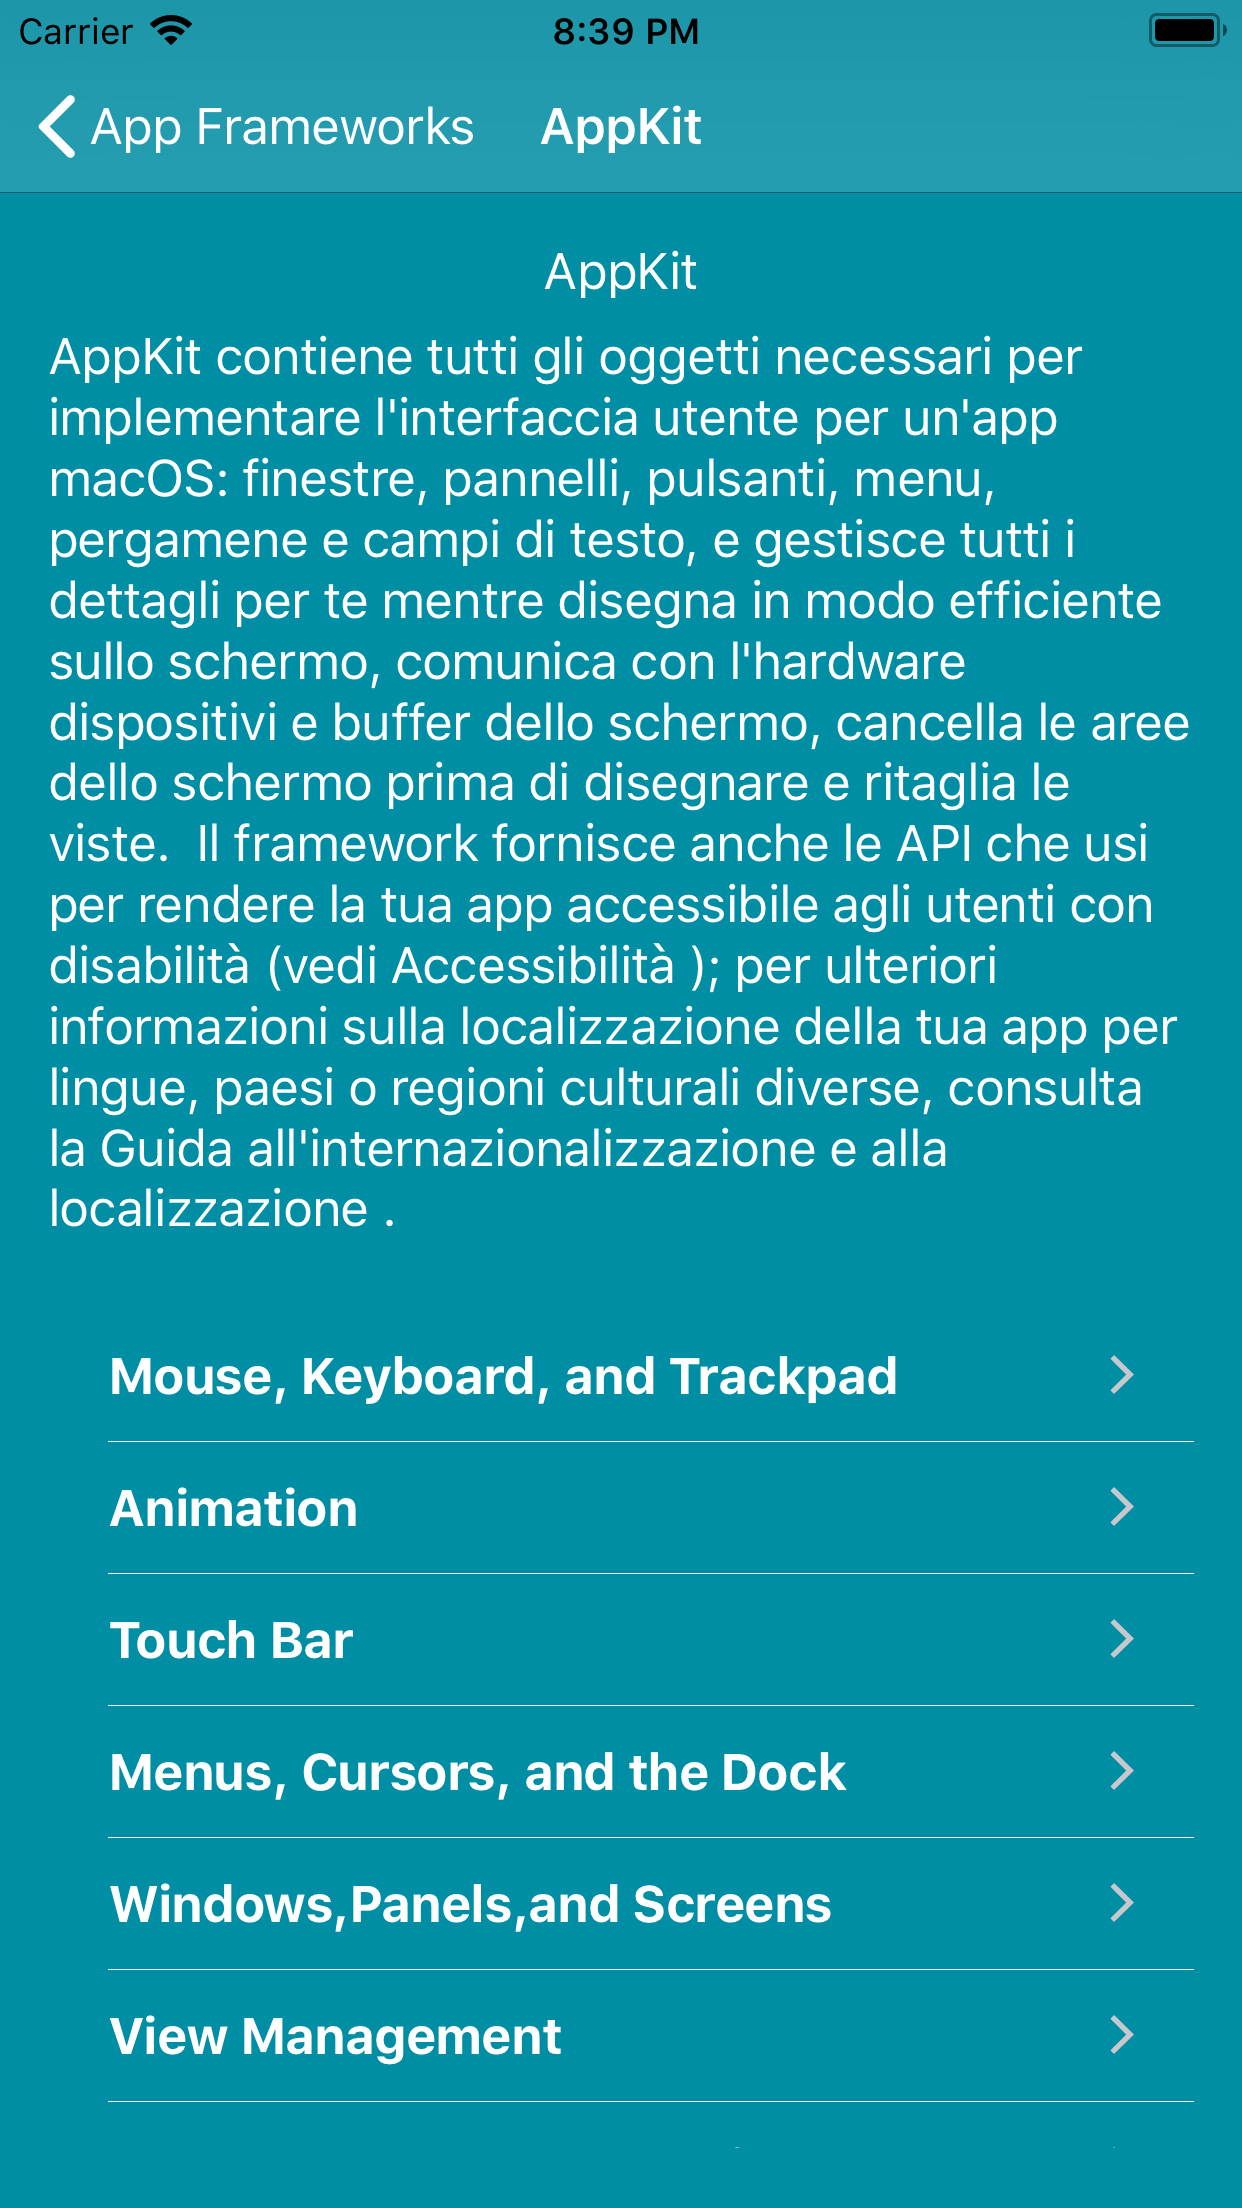 Carrier 8:39 PM
App Frameworks AppKit
AppKit
AppKit contiene tutti gli oggetti necessari per
implementare l'interfaccia utente per un'app
macOS: finestre, pannelli, pulsanti, menu,
pergamene e campi di testo, e gestisce tutti i
dettagli per te mentre disegna in modo efficiente
sullo schermo, comunica con l'hardware
dispositivi e buffer dello schermo, cancella le aree
dello schermo prima di disegnare e ritaglia le
viste.  Il framework fornisce anche le API che usi
per rendere la tua app accessibile agli utenti con
disabilità (vedi Accessibilità ); per ulteriori
informazioni sulla localizzazione della tua app per
lingue, paesi o regioni culturali diverse, consulta
la Guida all'internazionalizzazione e alla
localizzazione .
Mouse, Keyboard, and Trackpad
Animation
Touch Bar
Menus, Cursors, and the Dock
Windows,Panels,and Screens
View Management